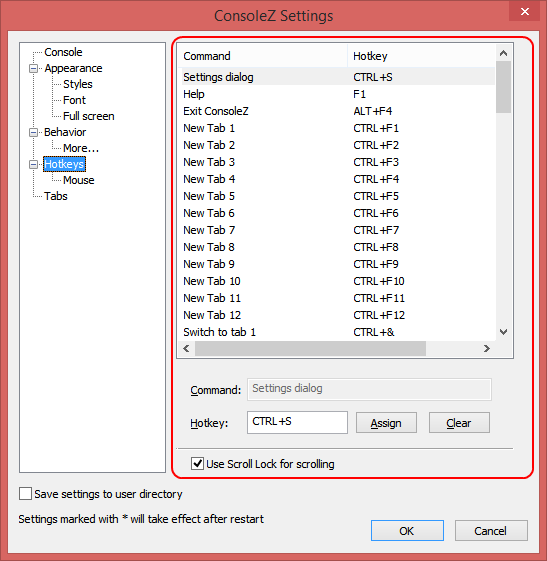 ConsoleZ Settings
Console
Appearance
Styles
Font
Full screen
Behavior
More...
Hotkeys
Mouse
Tabs
Command Hotkey
Settings dialog CTRL+S
Help F1
Exit ConsoleZ ALT+F4
New Tab 1 CTRL+F1
New Tab 2 CTRL+F2
New Tab 3 CTRL+F3
New Tab 4 CTRL+F4
New Tab 5 CTRL+F5
New Tab 6 CTRL+F6
New Tab 7 CTRL+F7
New Tab 8 CTRL+F8
New Tab 9 CTRL+F9
New Tab 10 CTRL+F10
New Tab 11 CTRL+F11
New Tab 12 CTRL+F12
Switch to tab 1 CTRL+&
Command: Settings dialog
Hotkey: CTRL+S Assign Clear
Use Scroll Lock for scrolling
Save settings to user directory
Settings marked with * will take effect after restart
OK Cancel